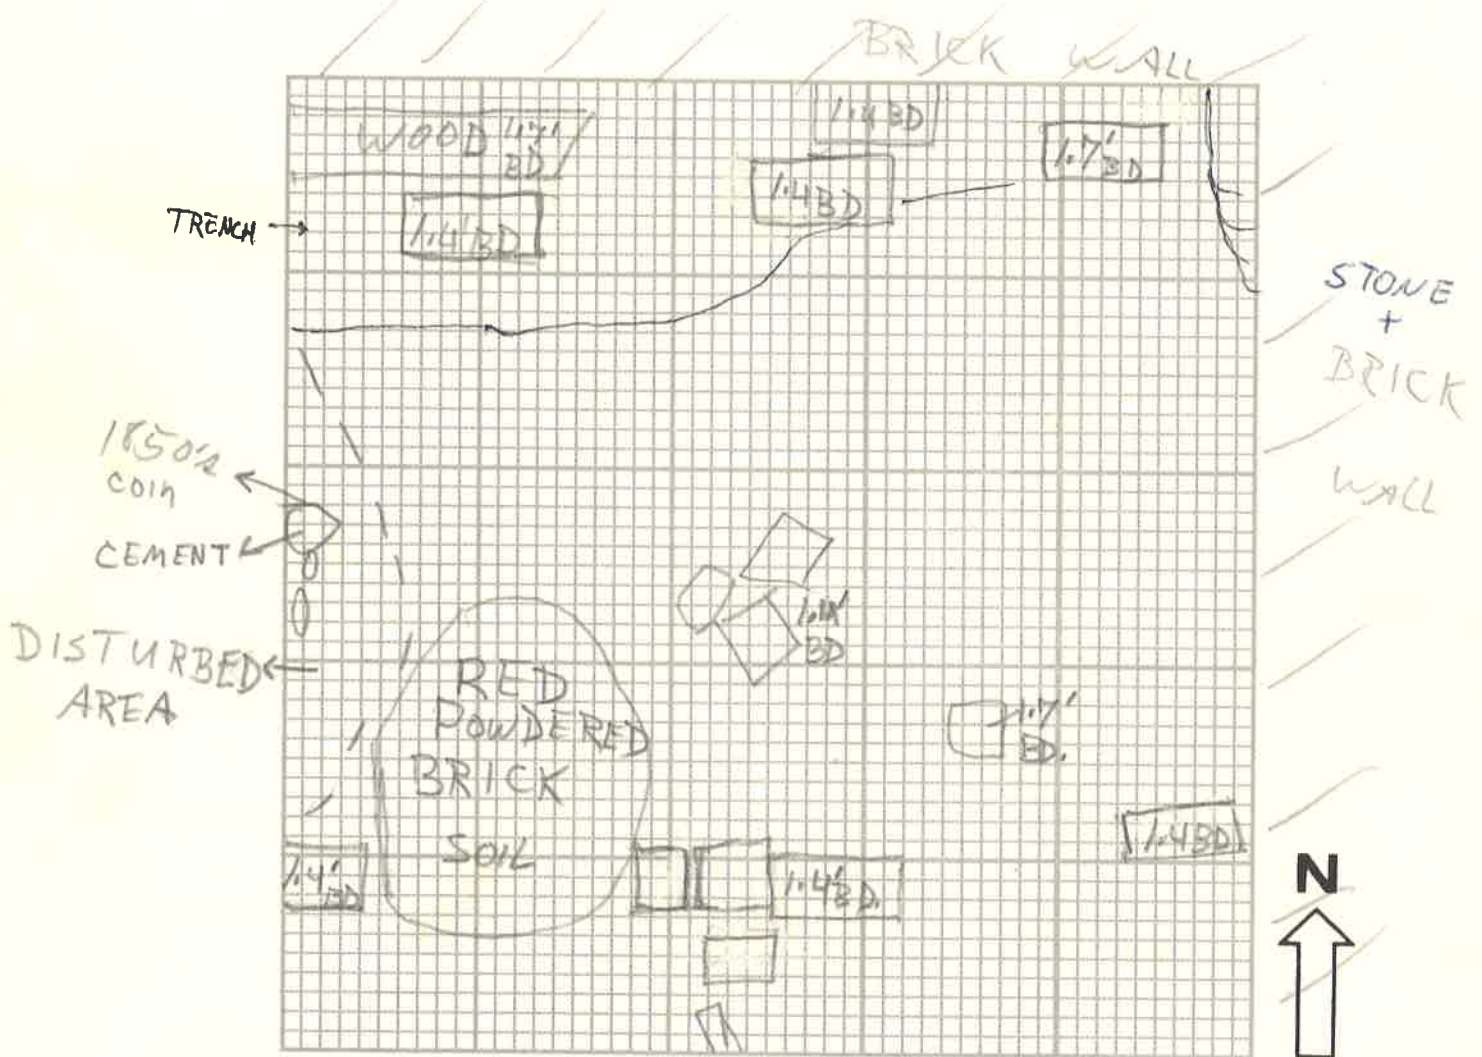 BRICK WALL
1.4 BD
WOOD 1.7'
BD
1.4 BD
1.7'
BD
TRENCH
1.4' BD
STONE
+
BRICK
WALL
1850's
coin
CEMENT
BD
DISTURBED
AREA
RED
POWDERED
BRICK
SOIL
1.7'
BD.
1.4 BD
1.4'
BD
1.4'
BD.
N